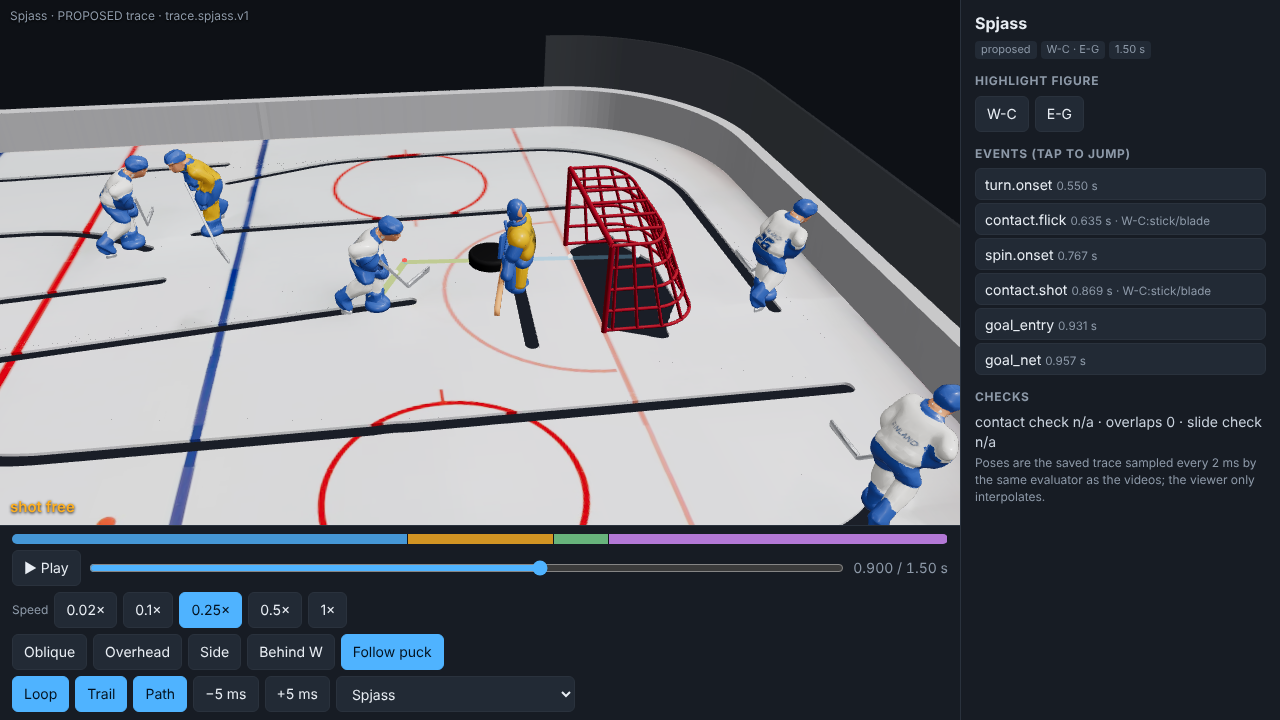 Spjass · PROPOSED trace · trace.spjass.v1
shot free
▶ Play
0.900 / 1.50 s
Speed
0.02×
0.1×
0.25×
0.5×
1×
Oblique
Overhead
Side
Behind W
Follow puck
Loop
Trail
Path
−5 ms
+5 ms
Spjass
Spjass
proposed
W-C · E-G
1.50 s
HIGHLIGHT FIGURE
W-C
E-G
EVENTS (TAP TO JUMP)
turn.onset 0.550 s
contact.flick 0.635 s · W-C:stick/blade
spin.onset 0.767 s
contact.shot 0.869 s · W-C:stick/blade
goal_entry 0.931 s
goal_net 0.957 s
CHECKS
contact check n/a · overlaps 0 · slide check
n/a
Poses are the saved trace sampled every 2 ms by
the same evaluator as the videos; the viewer only
interpolates.